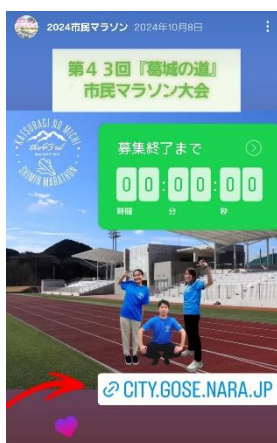 2024市民マラソン 2024年10月8日
第43回『葛城の道』
市民マラソン大会
KATSURAGI NO MICHI
the43rd
SHIMIN MARATHON
募集終了まで
00:00:00
時間 分 秒
CITY.GOSE.NARA.JP